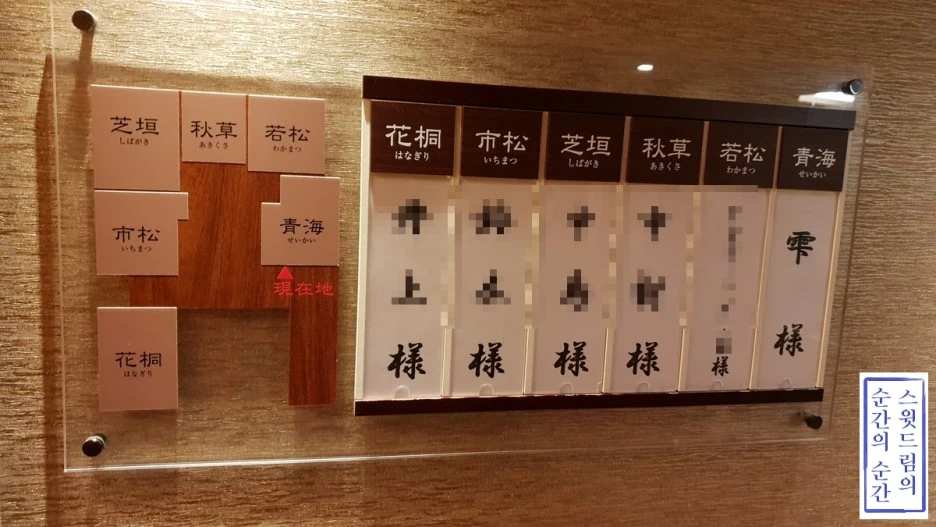 芝垣
しばがき
秋草
あきくさ
若松
わかまつ
市松
いちまつ
青海
せいかい
現在地
花桐
はなぎり
花桐
はなぎり
上
様
市松
いちまつ
様
芝垣
しばがき
様
秋草
あきくさ
様
若松
わかまつ
様
青海
せいかい
雫
様
스윗드림의
순간의 순간